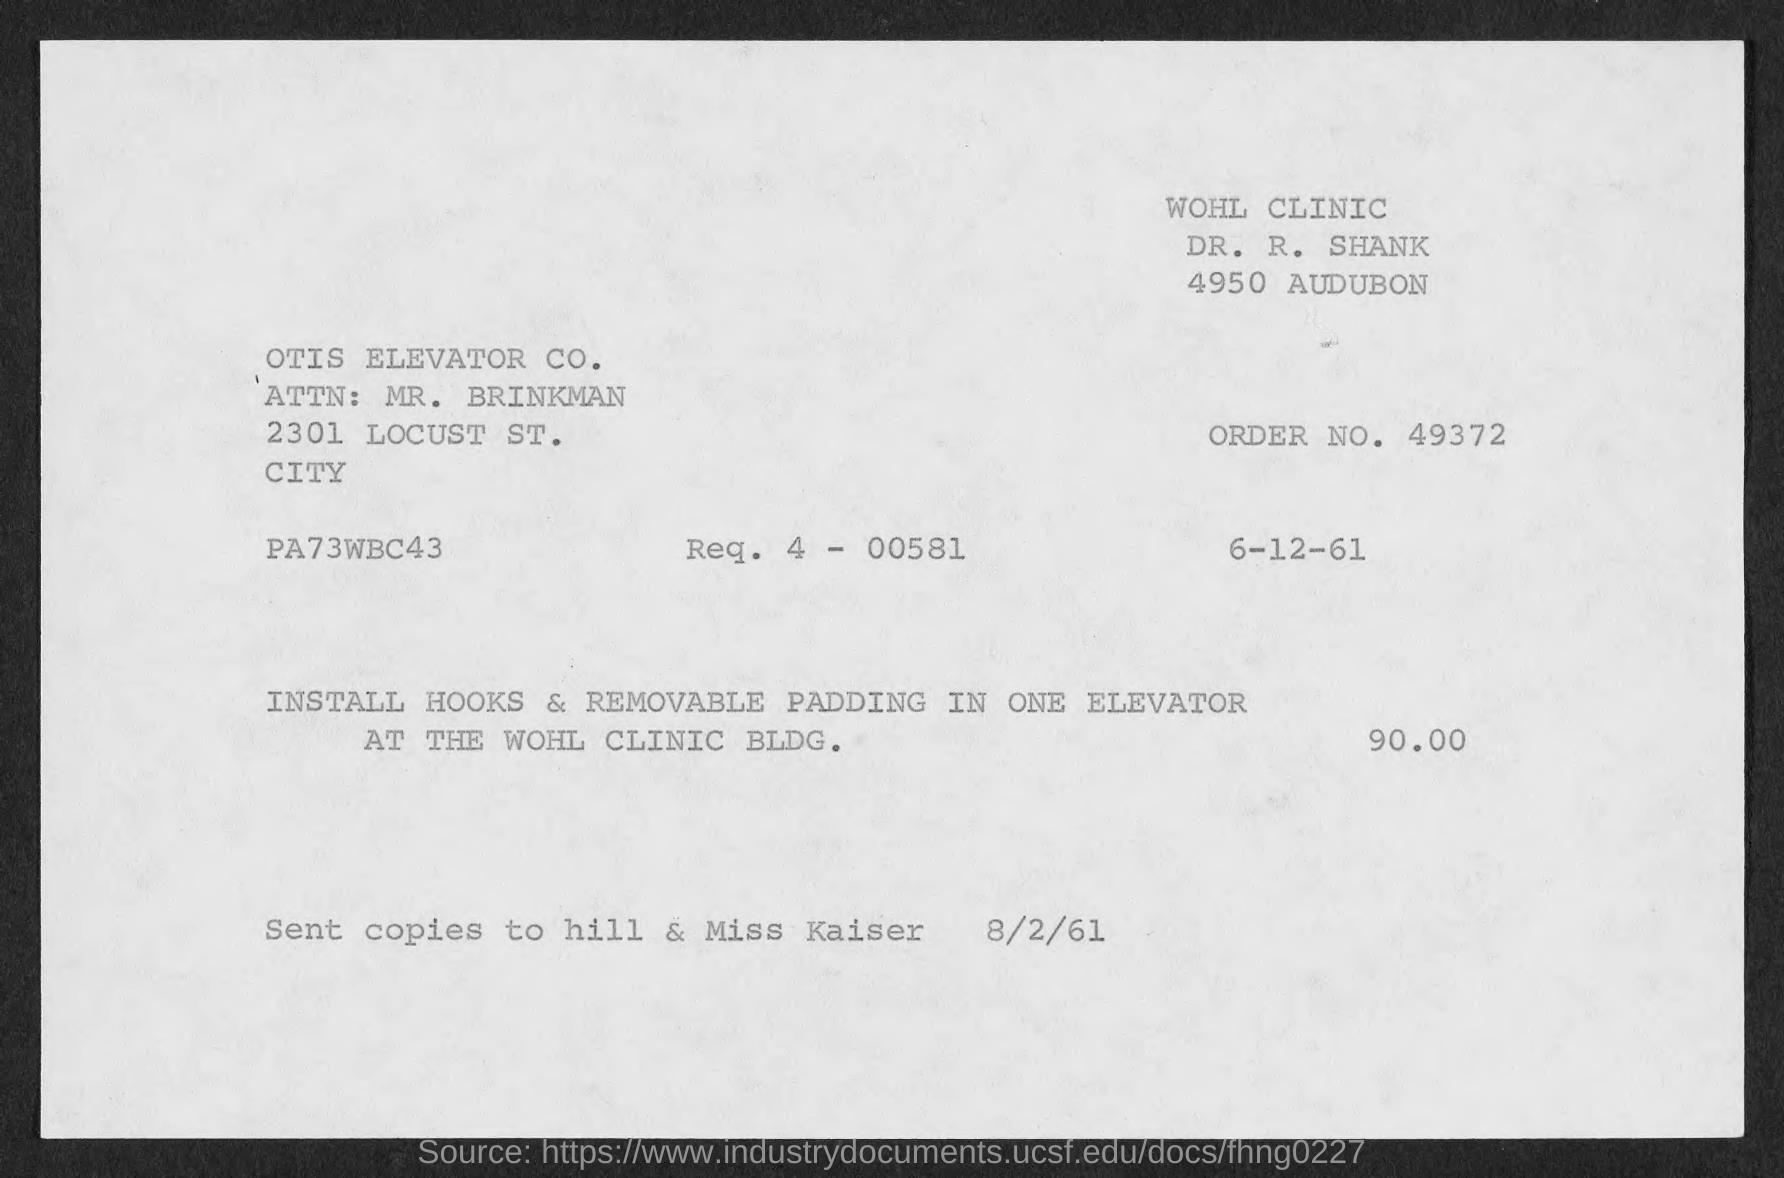 WOHL CLINIC
DR. R. SHANK
4950 AUDUBON
OTIS ELEVATOR CO.
ATTN: MR. BRINKMAN
2301 LOCUST ST.
ORDER NO. 49372
CITY
PA73WBC43 Req. 4 - 00581 6-12-61
INSTALL HOOKS & REMOVABLE PADDING IN ONE ELEVATOR
AT THE WOHL CLINIC BLDG. 90.00
Sent copies to hill & Miss Kaiser 8/2/61
Source: https://www.industrydocuments.ucsf.edu/docs/fhng0227